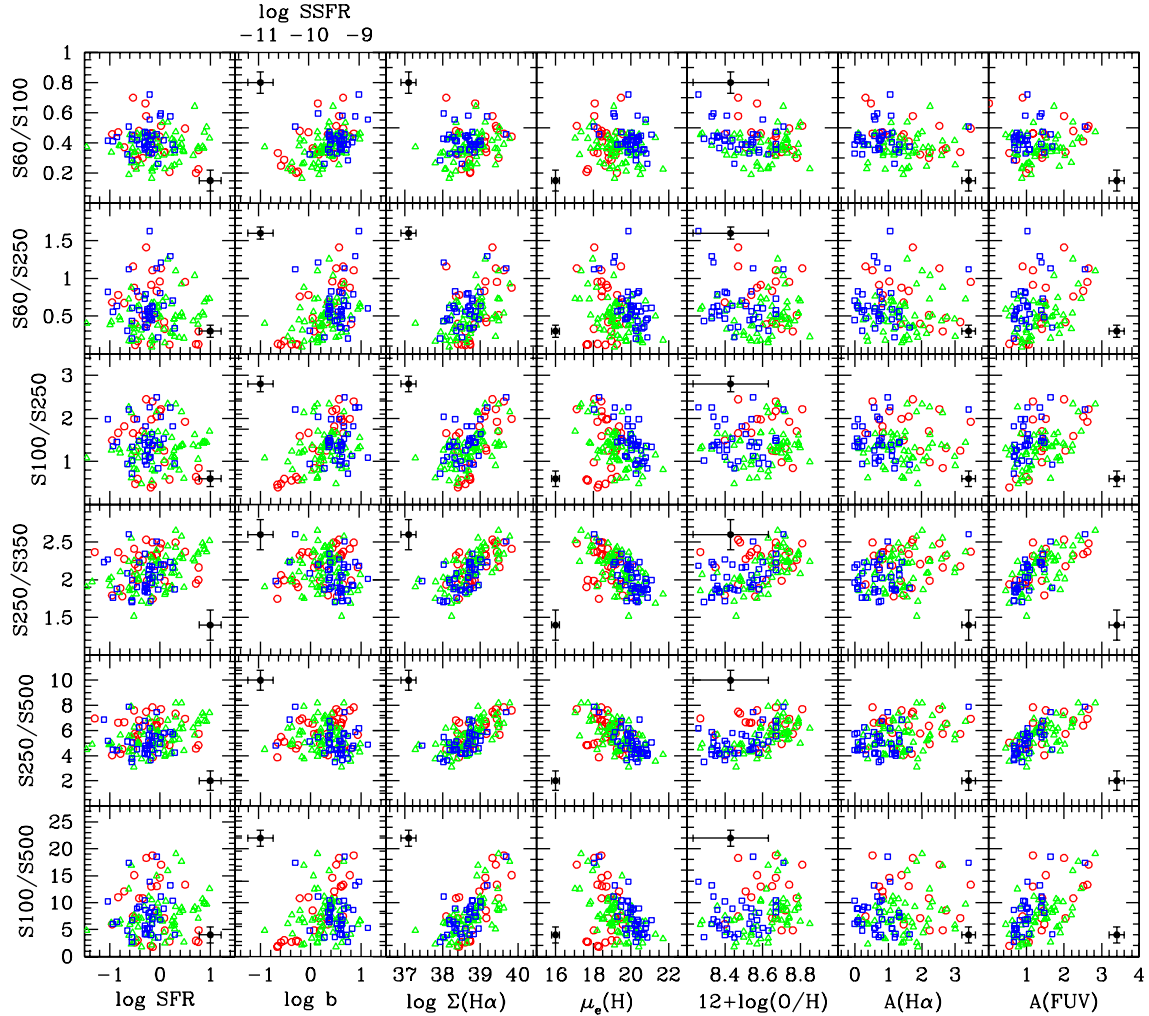 log SSFR
−11 −10 −9
S60/S100
1
0.8
0.6
0.4
0.2
S60/S250
1.5
1
0.5
S100/S250
3
2
1
S250/S350
2.5
2
1.5
S250/S500
10
8
6
4
2
S100/S500
25
20
15
10
5
0
−1 0 1 −1 0 1 37 38 39 40 16 18 20 22 8.4 8.6 8.8 0 1 2 3 1 2 3 4
log SFR log b log Σ(Hα) μe(H) 12+log(O/H) A(Hα) A(FUV)